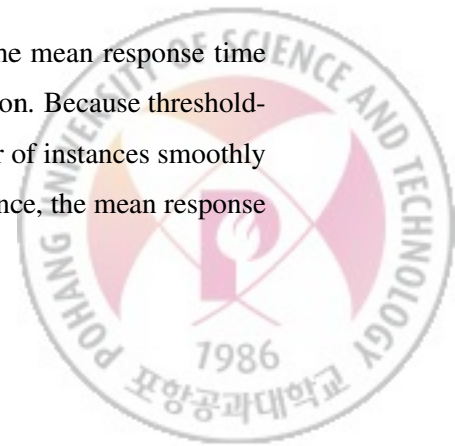 he mean response time
on. Because threshold-
r of instances smoothly
nce, the mean response
POHANG UNIVERSITY OF SCIENCE AND TECHNOLOGY
1986
포항공과대학교